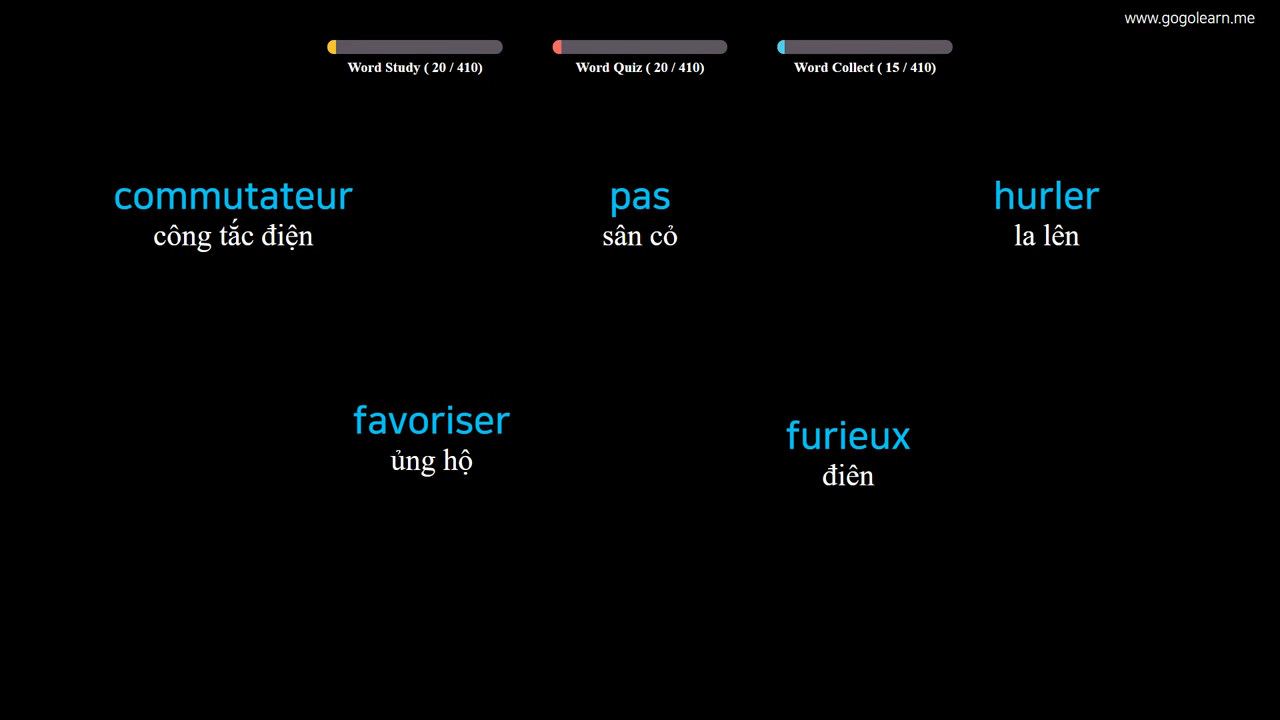 www.gogolearn.me
Word Study ( 20 / 410)
Word Quiz ( 20 / 410)
Word Collect ( 15 / 410)
commutateur
công tắc điện
pas
sân cỏ
hurler
la lên
favoriser
ủng hộ
furieux
điên